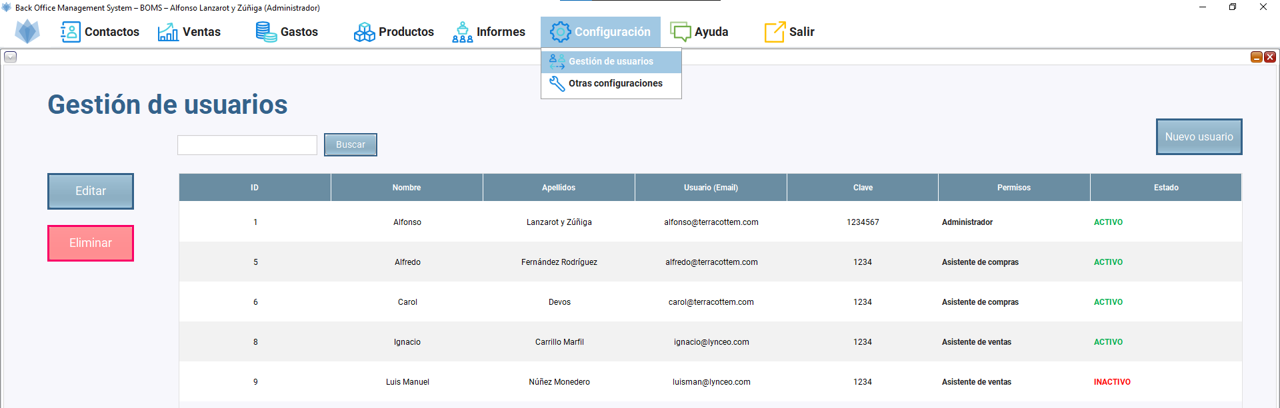 Back Office Management System – BOMS – Alfonso Lanzarot y Zúñiga (Administrador)
Contactos Ventas Gastos Productos Informes Configuración Ayuda Salir
Gestión de usuarios
Otras configuraciones
Gestión de usuarios
Nuevo usuario
Buscar
Editar
Eliminar
ID Nombre Apellidos Usuario (Email) Clave Permisos Estado
1 Alfonso Lanzarot y Zúñiga alfonso@terracottem.com 1234567 Administrador ACTIVO
5 Alfredo Fernández Rodríguez alfredo@terracottem.com 1234 Asistente de compras ACTIVO
6 Carol Devos carol@terracottem.com 1234 Asistente de compras ACTIVO
8 Ignacio Carrillo Marfil ignacio@lynceo.com 1234 Asistente de ventas ACTIVO
9 Luis Manuel Núñez Monedero luisman@lynceo.com 1234 Asistente de ventas INACTIVO